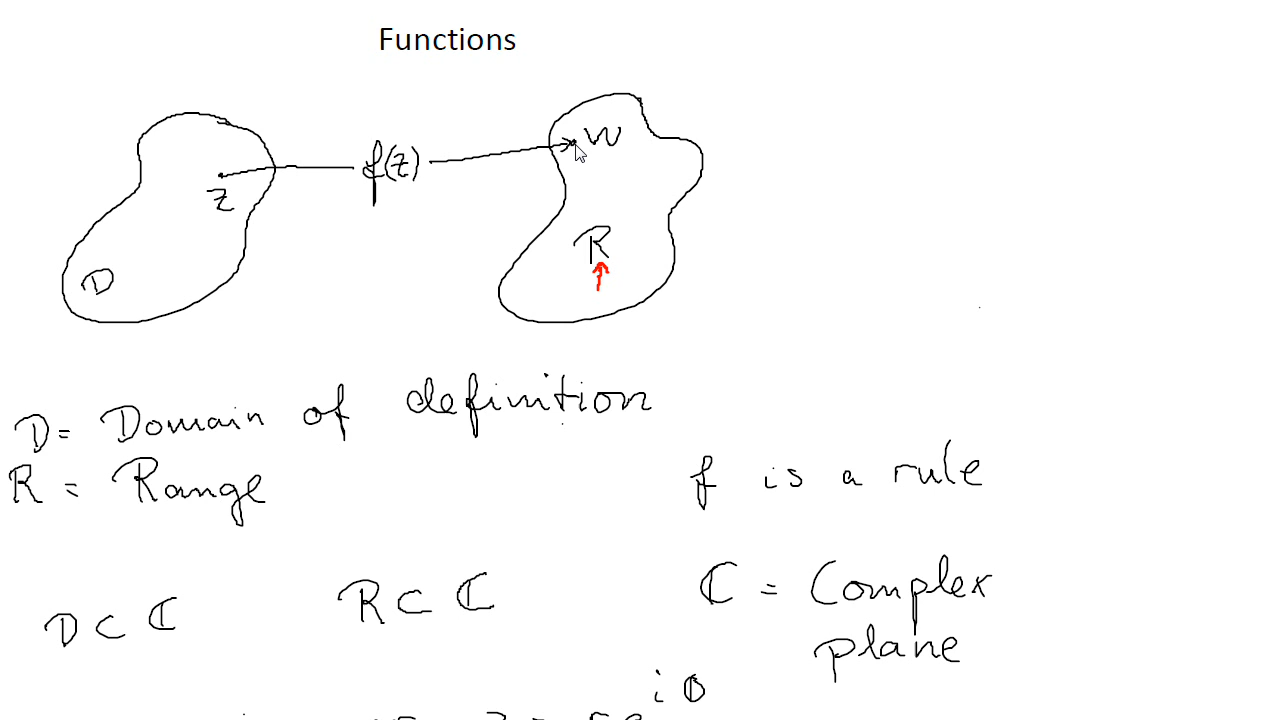 Functions
z f(z) w
D R
D = Domain of definition
R = Range
f is a rule
D ⊂ ℂ R ⊂ ℂ
ℂ = Complex
plane